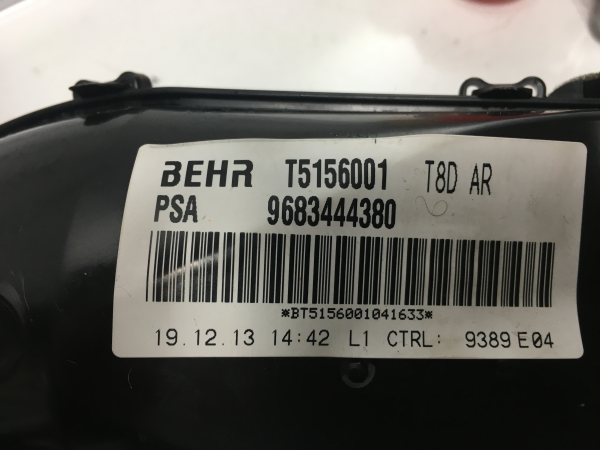 BEHR T5156001 T8D AR
PSA 9683444380
*BT5156001041633*
19.12.13 14:42 L1 CTRL: 9389 E04